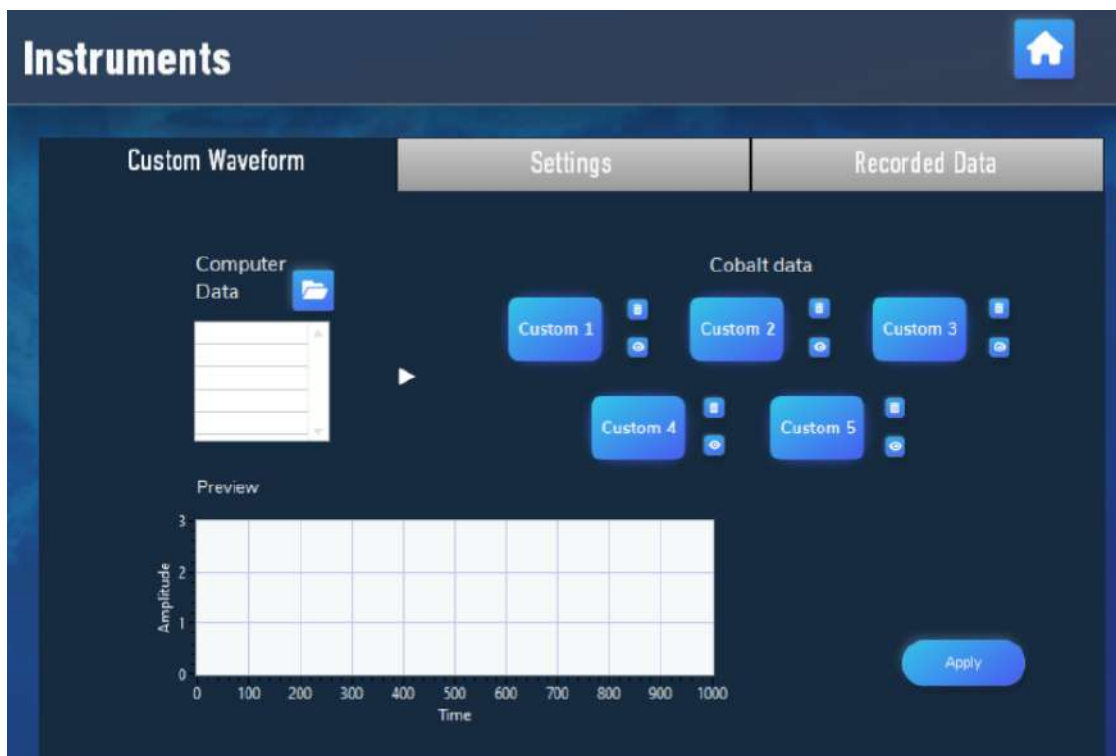 Instruments
Custom Waveform
Settings
Recorded Data
Computer
Data
Cobalt data
Custom 1
Custom 2
Custom 3
Custom 4
Custom 5
Preview
Amplitude
3
2
1
0
0 100 200 300 400 500 600 700 800 900 1000
Time
Apply